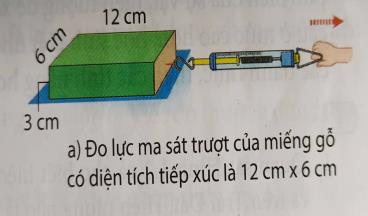 12 cm
6 cm
3 cm
a) Đo lực ma sát trượt của miếng gỗ
có diện tích tiếp xúc là 12 cm x 6 cm